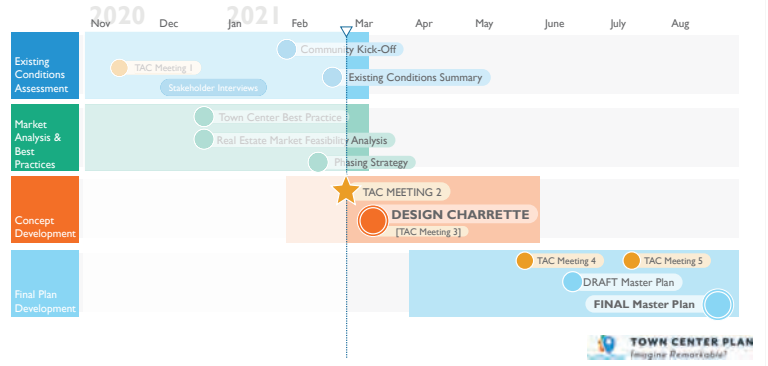 2020
2021
Nov
Dec
Jan
Feb
Mar
Apr
May
June
July
Aug
Existing
Conditions
Assessment
Community Kick-Off
TAC Meeting 1
Existing Conditions Summary
Stakeholder Interviews
Market
Analysis &
Best
Practices
Town Center Best Practice
Real Estate Market Feasibility Analysis
Phasing Strategy
Concept
Development
TAC MEETING 2
DESIGN CHARRETTE
[TAC Meeting 3]
Final Plan
Development
TAC Meeting 4
TAC Meeting 5
DRAFT Master Plan
FINAL Master Plan
TOWN CENTER PLAN
Imagine Remarkable!